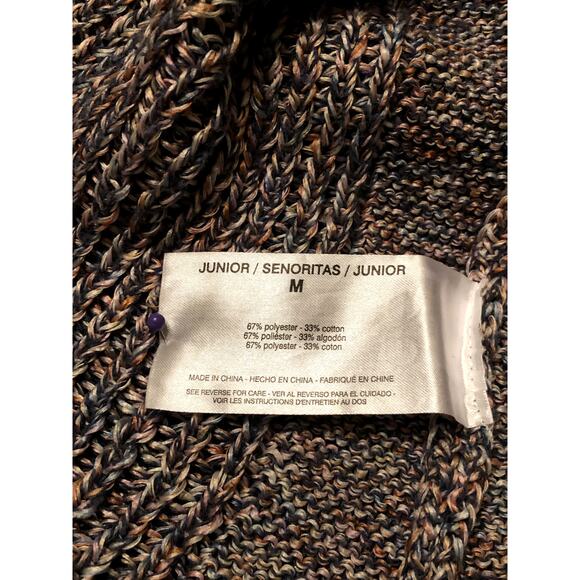 JUNIOR / SENORITAS / JUNIOR
M
67% polyester - 33% cotton
67% poliéster - 33% algodón
67% polyester - 33% coton
MADE IN CHINA - HECHO EN CHINA - FABRIQUÉ EN CHINE
SEE REVERSE FOR CARE - VER AL REVERSO PARA EL CUIDADO -
VOIR LES INSTRUCTIONS D'ENTRETIEN AU DOS